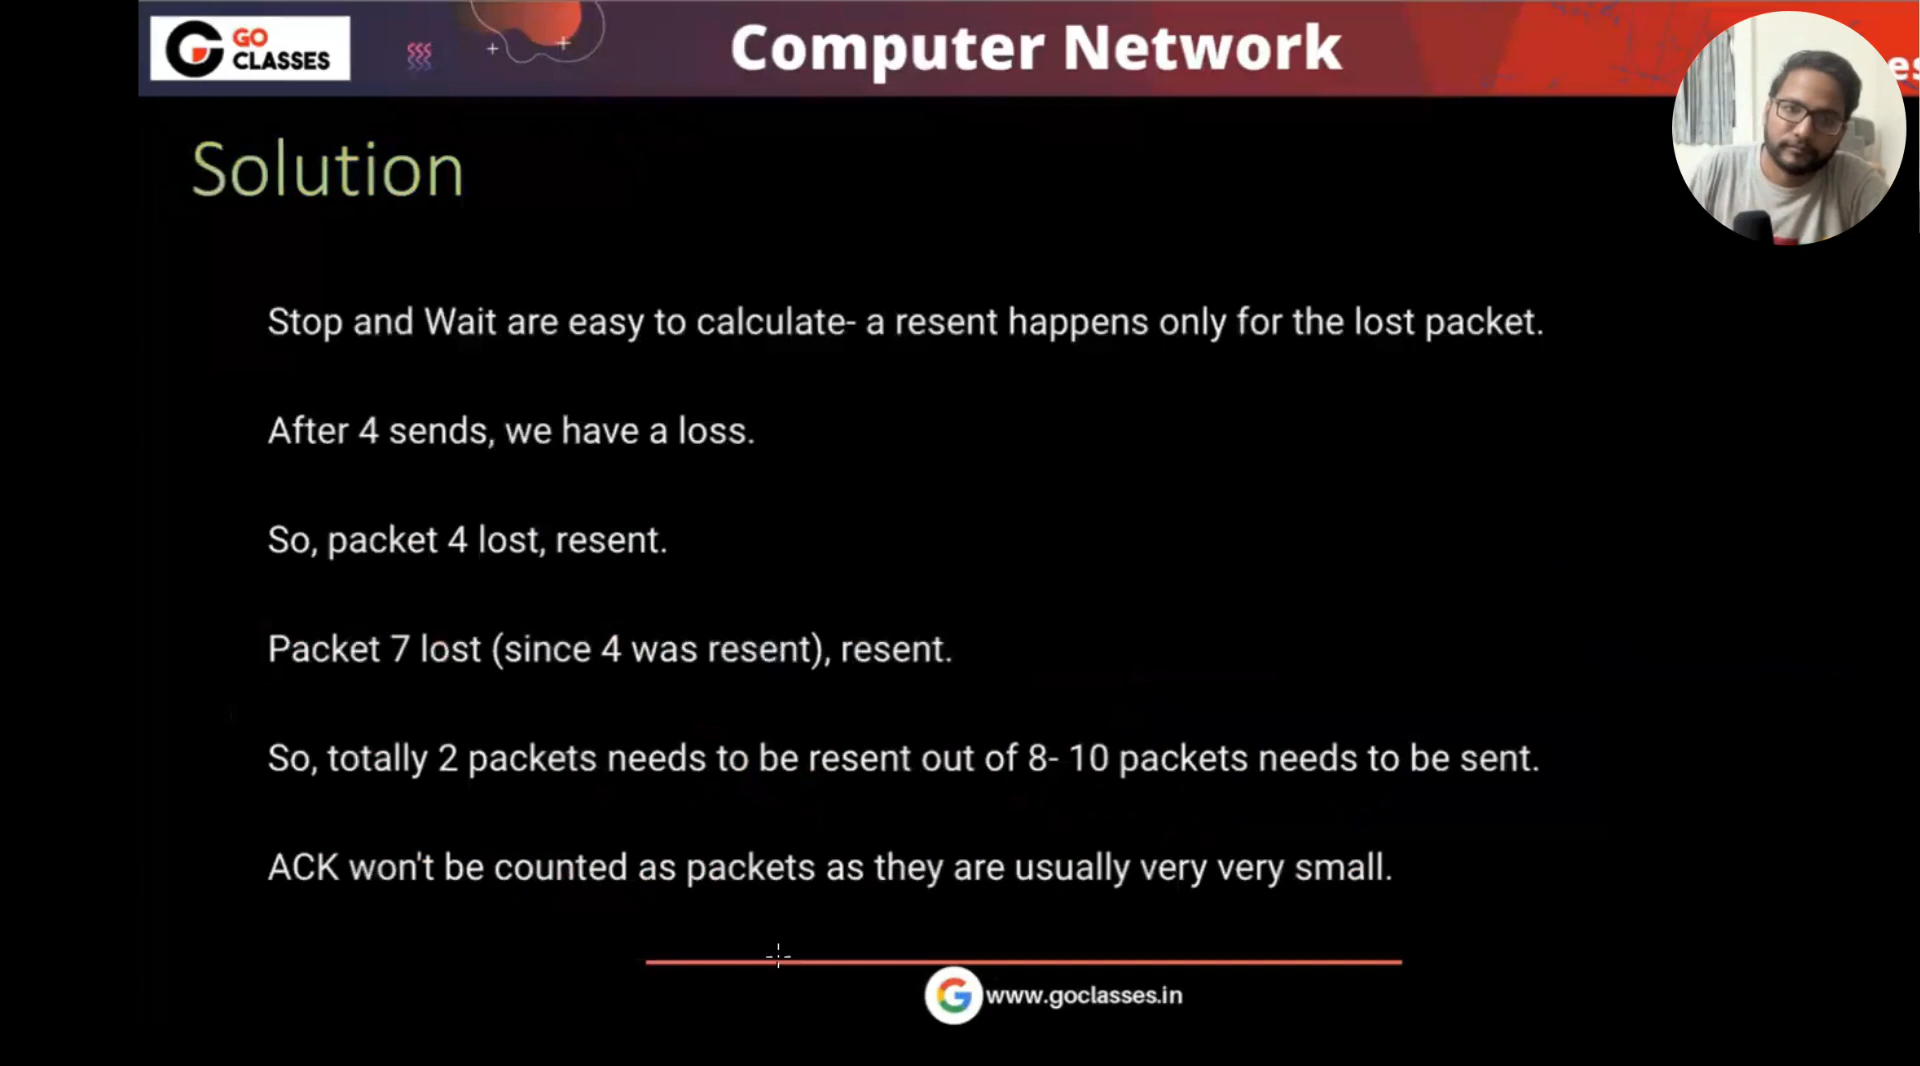 GO
CLASSES
Computer Network
es
Solution
Stop and Wait are easy to calculate- a resent happens only for the lost packet.
After 4 sends, we have a loss.
So, packet 4 lost, resent.
Packet 7 lost (since 4 was resent), resent.
So, totally 2 packets needs to be resent out of 8- 10 packets needs to be sent.
ACK won't be counted as packets as they are usually very very small.
www.goclasses.in